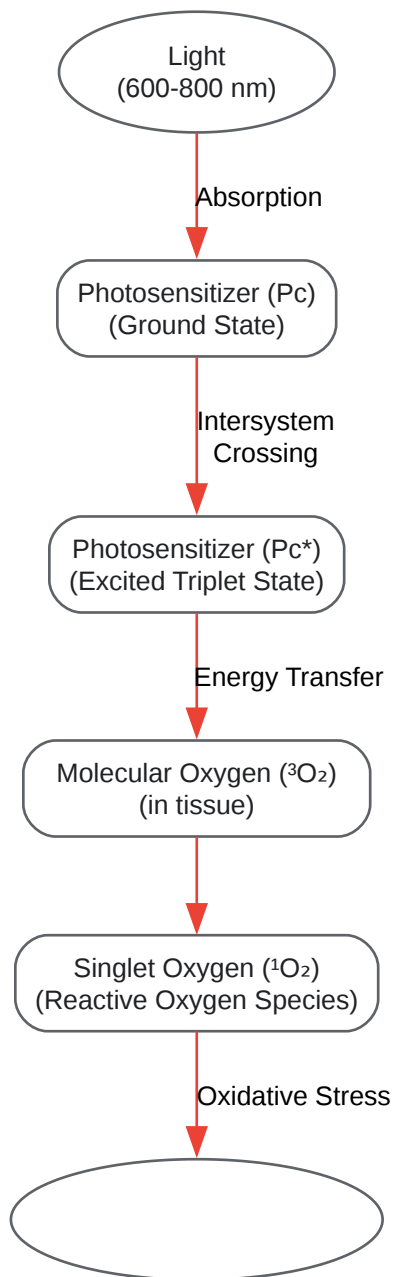 Light
(600-800 nm)
Absorption
Photosensitizer (Pc)
(Ground State)
Intersystem
Crossing
Photosensitizer (Pc*)
(Excited Triplet State)
Energy Transfer
Molecular Oxygen (³O₂)
(in tissue)
Singlet Oxygen (¹O₂)
(Reactive Oxygen Species)
Oxidative Stress